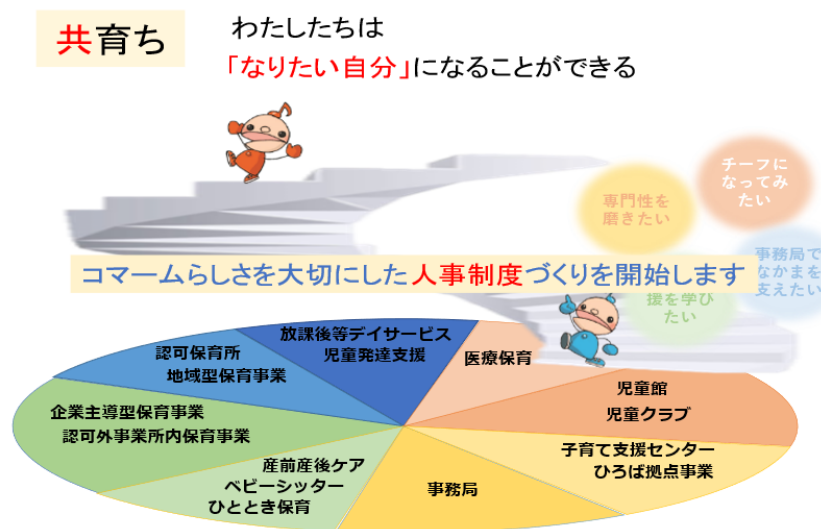 共育ち
わたしたちは
「なりたい自分」になることができる
チーフに
なってみ
たい
専門性を
磨きたい
事務局で
なかまを
支えたい
援を学び
たい
コマームらしさを大切にした人事制度づくりを開始します
放課後等デイサービス
児童発達支援
医療保育
認可保育所
地域型保育事業
児童館
児童クラブ
企業主導型保育事業
認可外事業所内保育事業
子育て支援センター
ひろば拠点事業
産前産後ケア
ベビーシッター
ひととき保育
事務局